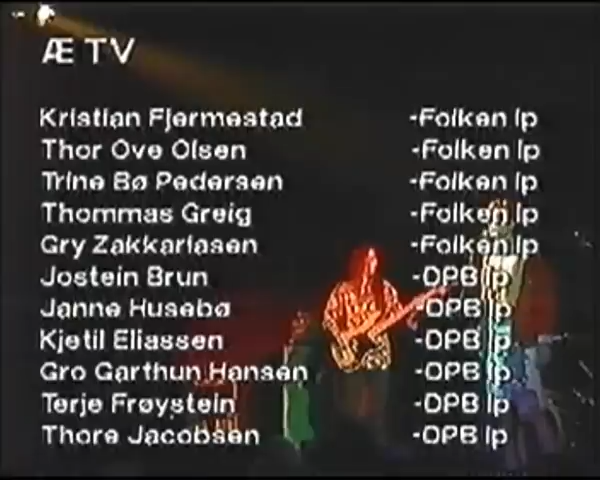 Æ TV
Kristian Fjermestad -Folken lp
Thor Ove Olsen -Folken lp
Trine Bø Pedersen -Folken lp
Thommas Greig -Folken lp
Gry Zakkariasen -Folken lp
Jostein Brun -OPB lp
Janne Husebø -OPB lp
Kjetil Eliassen -OPB lp
Gro Garthun Hansen -OPB lp
Terje Frøystein -OPB lp
Thore Jacobsen -OPB lp